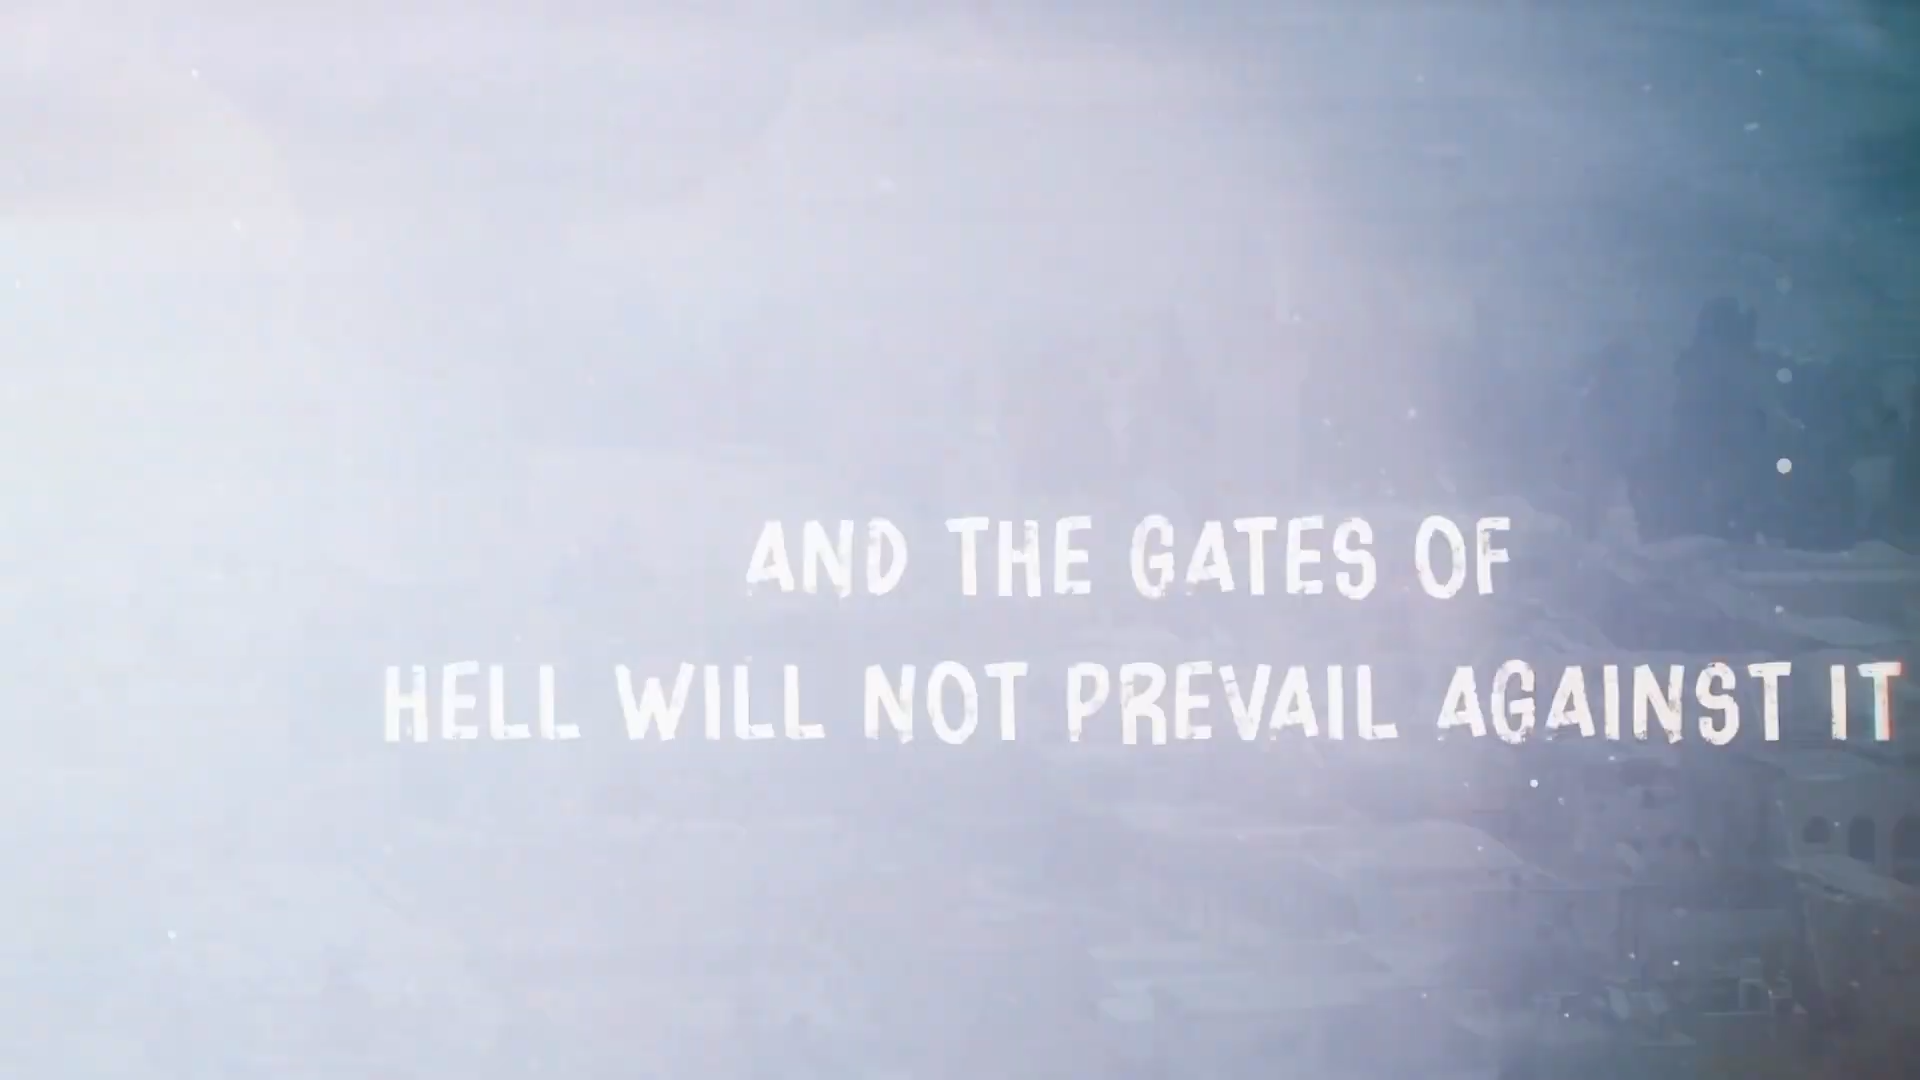 AND THE GATES OF
HELL WILL NOT PREVAIL AGAINST IT